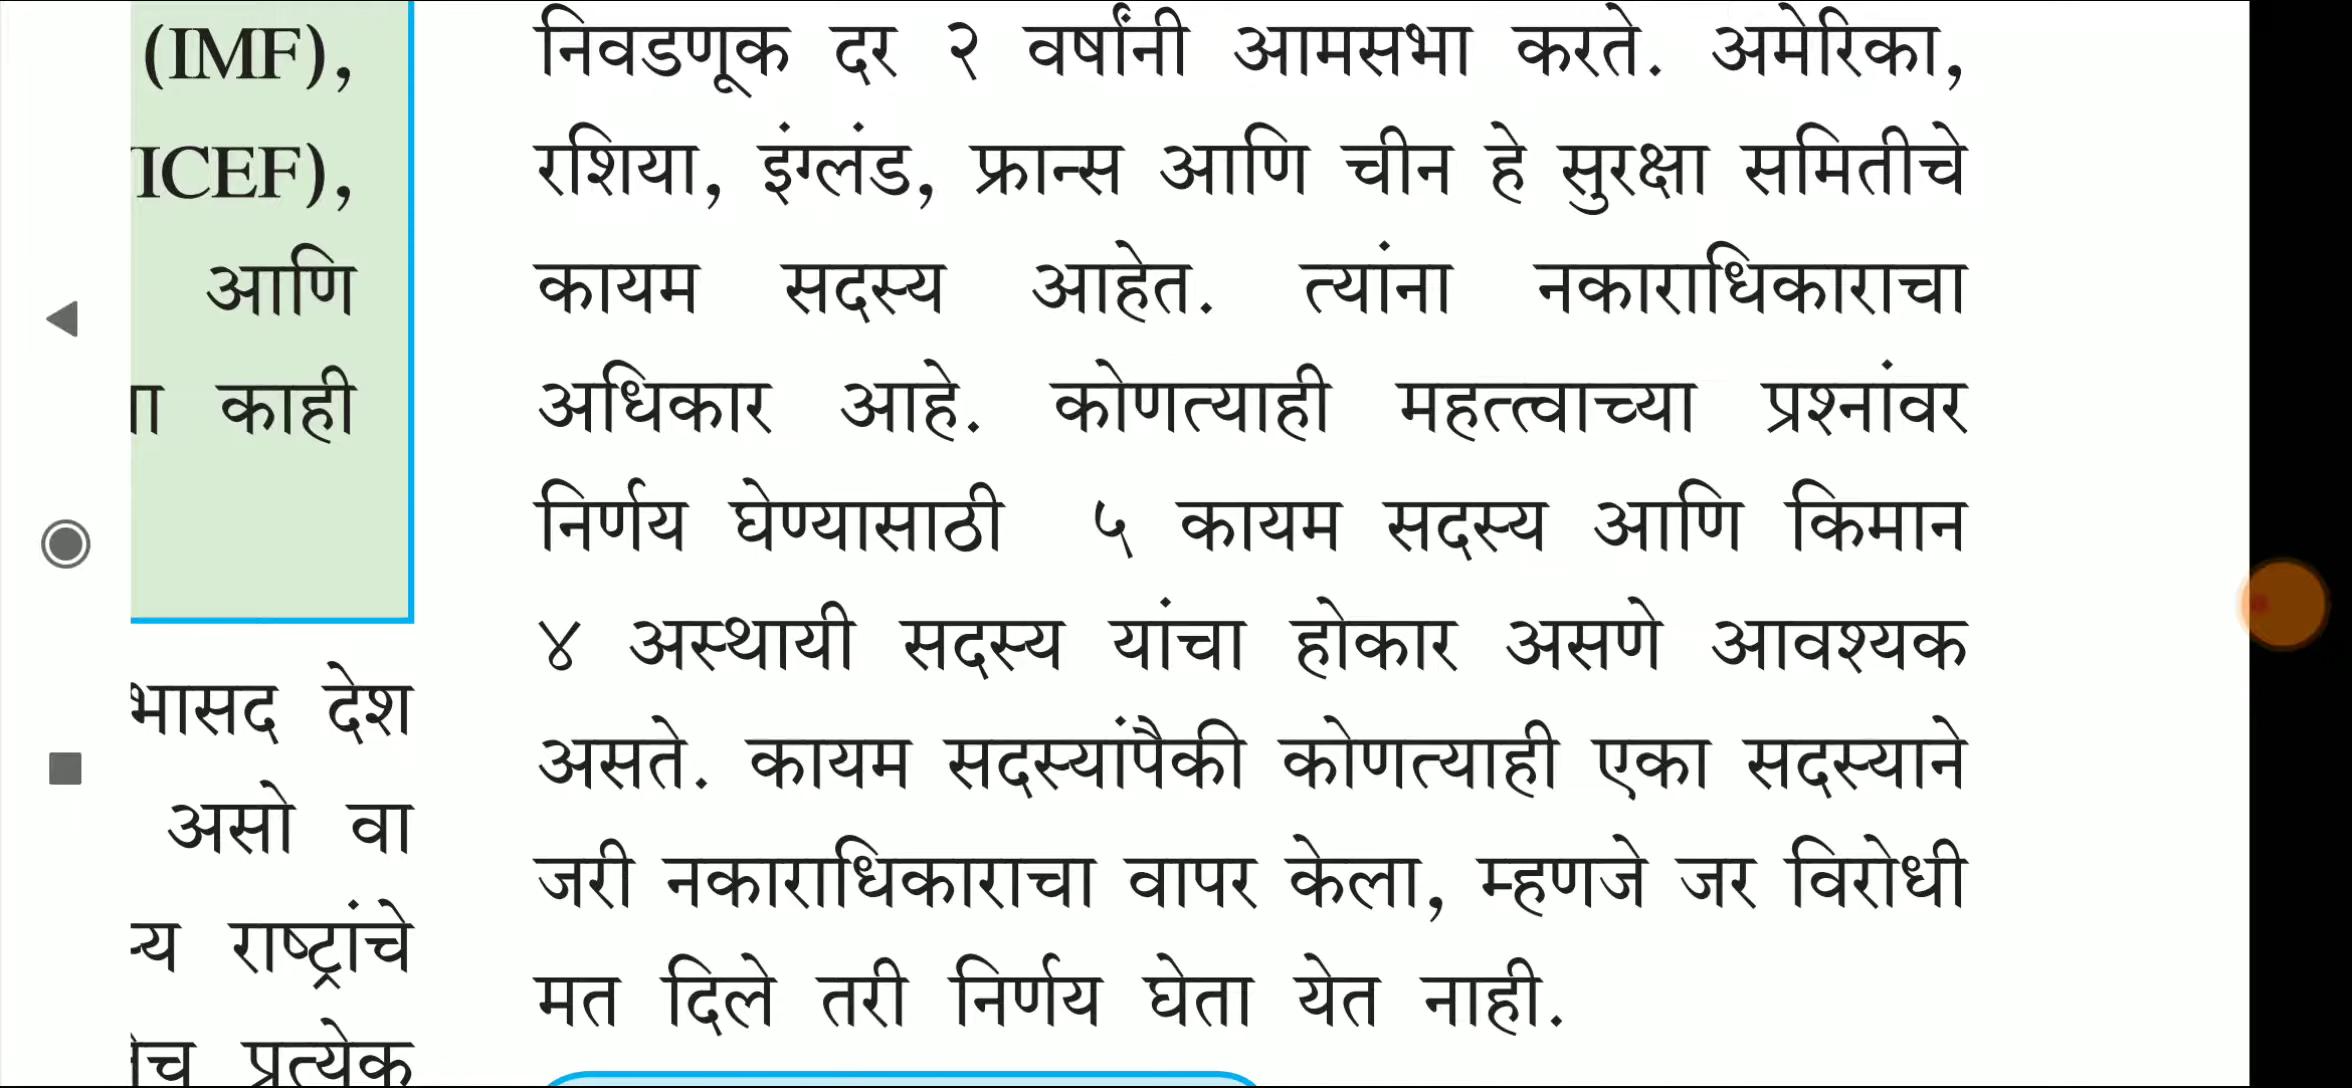 (IMF),
ICEF),
आणि
काही
भासद देश
असो वा
राष्ट्रांचे
प्रत्येक
निवडणूक दर २ वर्षांनी आमसभा करते. अमेरिका,
रशिया, इंग्लंड, फ्रान्स आणि चीन हे सुरक्षा समितीचे
कायम सदस्य आहेत. त्यांना नकाराधिकाराचा
अधिकार आहे. कोणत्याही महत्त्वाच्या प्रश्नांवर
निर्णय घेण्यासाठी ५ कायम सदस्य आणि किमान
४ अस्थायी सदस्य यांचा होकार असणे आवश्यक
असते. कायम सदस्यांपैकी कोणत्याही एका सदस्याने
जरी नकाराधिकाराचा वापर केला, म्हणजे जर विरोधी
मत दिले तरी निर्णय घेता येत नाही.